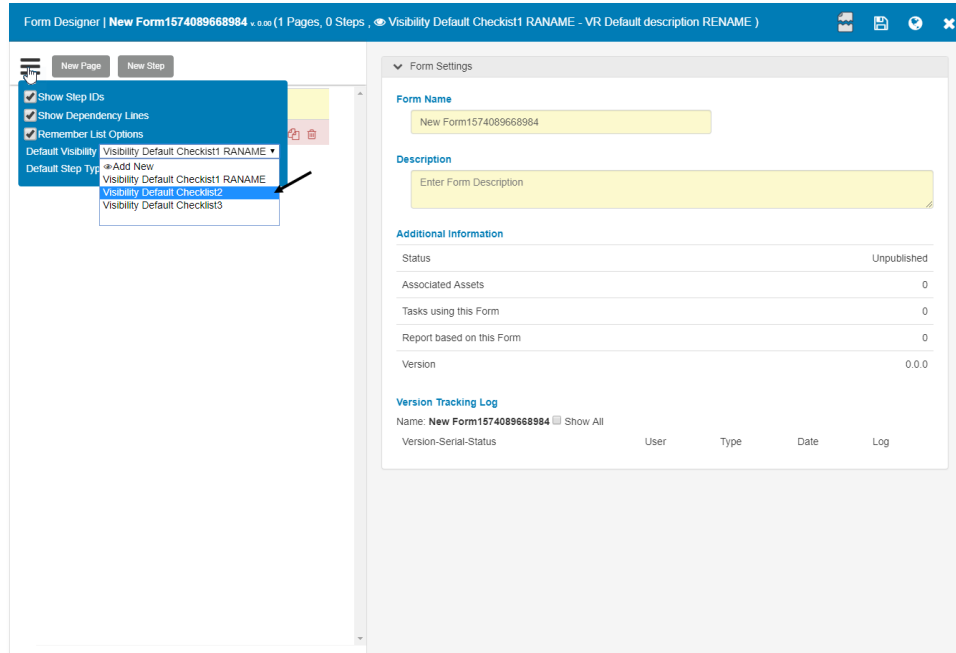 Form Designer | New Form1574089668984 v. 0.00 (1 Pages, 0 Steps , Visibility Default Checkist1 RANAME - VR Default description RENAME )
New Page New Step
Show Step IDs
Show Dependency Lines
Remember List Options
Default Visibility Visibility Default Checkist1 RANAME
Default Step Typ
Add New
Visibility Default Checkist1 RANAME
Visibility Default Checklist2
Visibility Default Checklist3
Form Settings
Form Name
New Form1574089668984
Description
Enter Form Description
Additional Information
Status Unpublished
Associated Assets 0
Tasks using this Form 0
Report based on this Form 0
Version 0.0.0
Version Tracking Log
Name: New Form1574089668984 Show All
Version-Serial-Status User Type Date Log